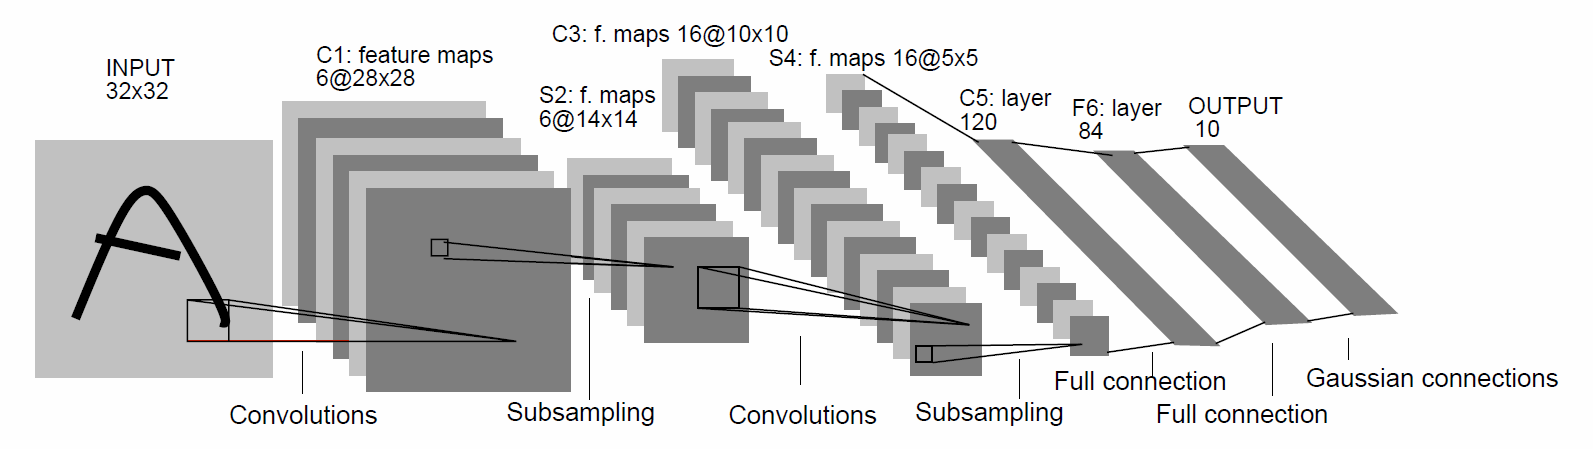 INPUT
32x32
C1: feature maps
6@28x28
S2: f. maps
6@14x14
C3: f. maps 16@10x10
S4: f. maps 16@5x5
C5: layer
120
F6: layer
84
OUTPUT
10
Convolutions
Subsampling
Convolutions
Subsampling
Full connection
Full connection
Gaussian connections
A